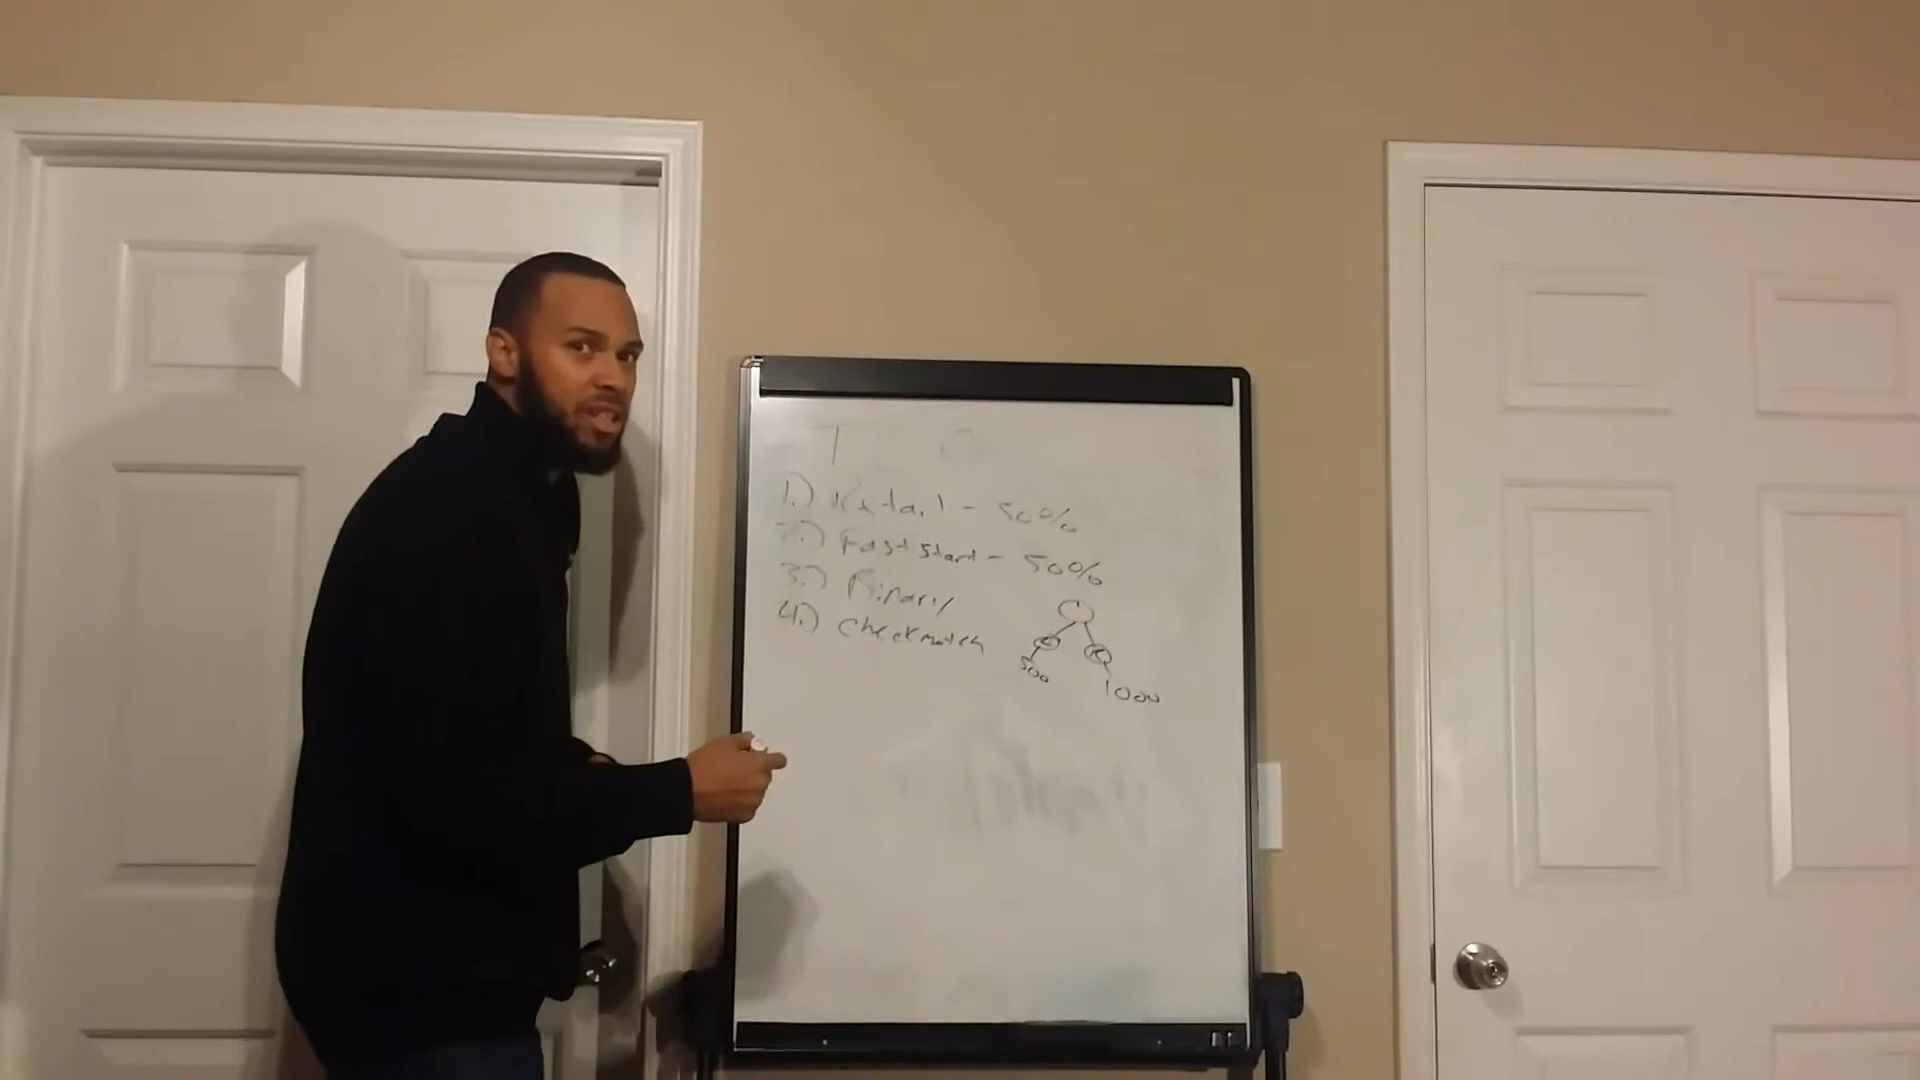 1.) Retail - 50%
2.) Fast Start - 50%
3.) Binary
4.) Checkmatch
500
1000